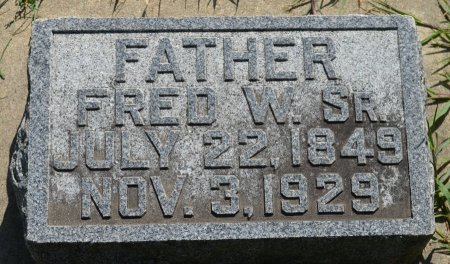 FATHER
FRED W. SR.
JULY 22, 1849
NOV. 3, 1929